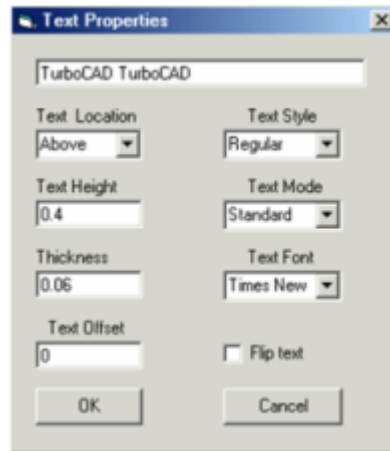 Text Properties
TurboCAD TurboCAD
Text Location Text Style
Above Regular
Text Height Text Mode
0.4 Standard
Thickness Text Font
0.06 Times New
Text Offset
0 Flip text
OK Cancel